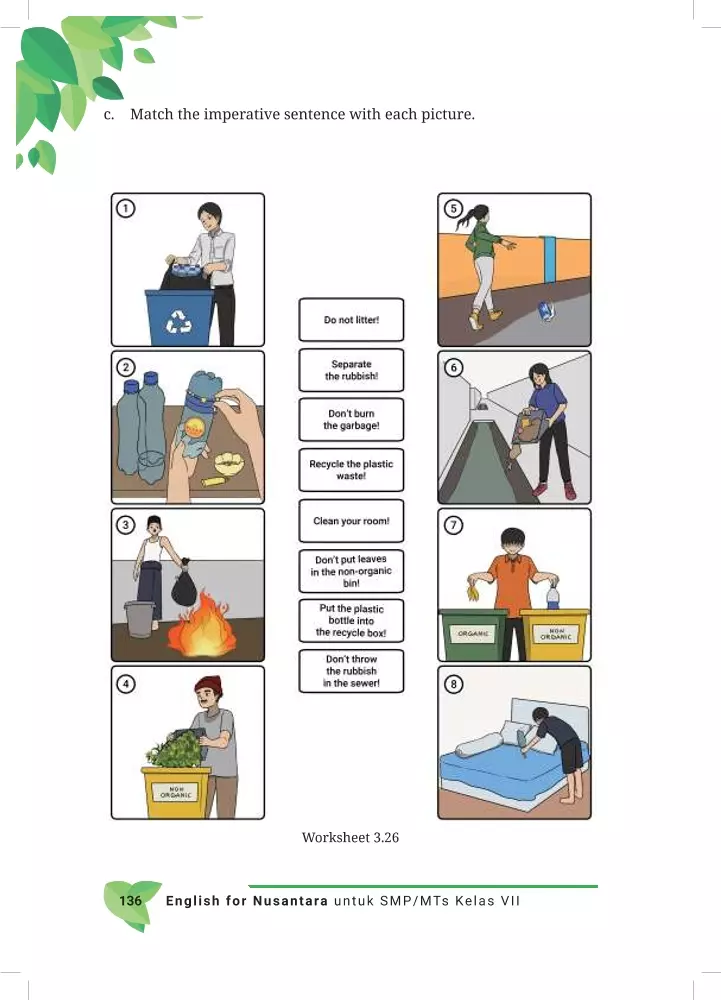 c. Match the imperative sentence with each picture.
1
5
Do not litter!
Separate
the rubbish!
2
6
Don't burn
the garbage!
Recycle the plastic
waste!
3
7
Clean your room!
Don't put leaves
in the non-organic
bin!
ORGANIC
NON
ORGANIC
Put the plastic
bottle into
the recycle box!
Don't throw
the rubbish
in the sewer!
4
8
NON
ORGANIC
Worksheet 3.26
136 English for Nusantara untuk SMP/MTs Kelas VII